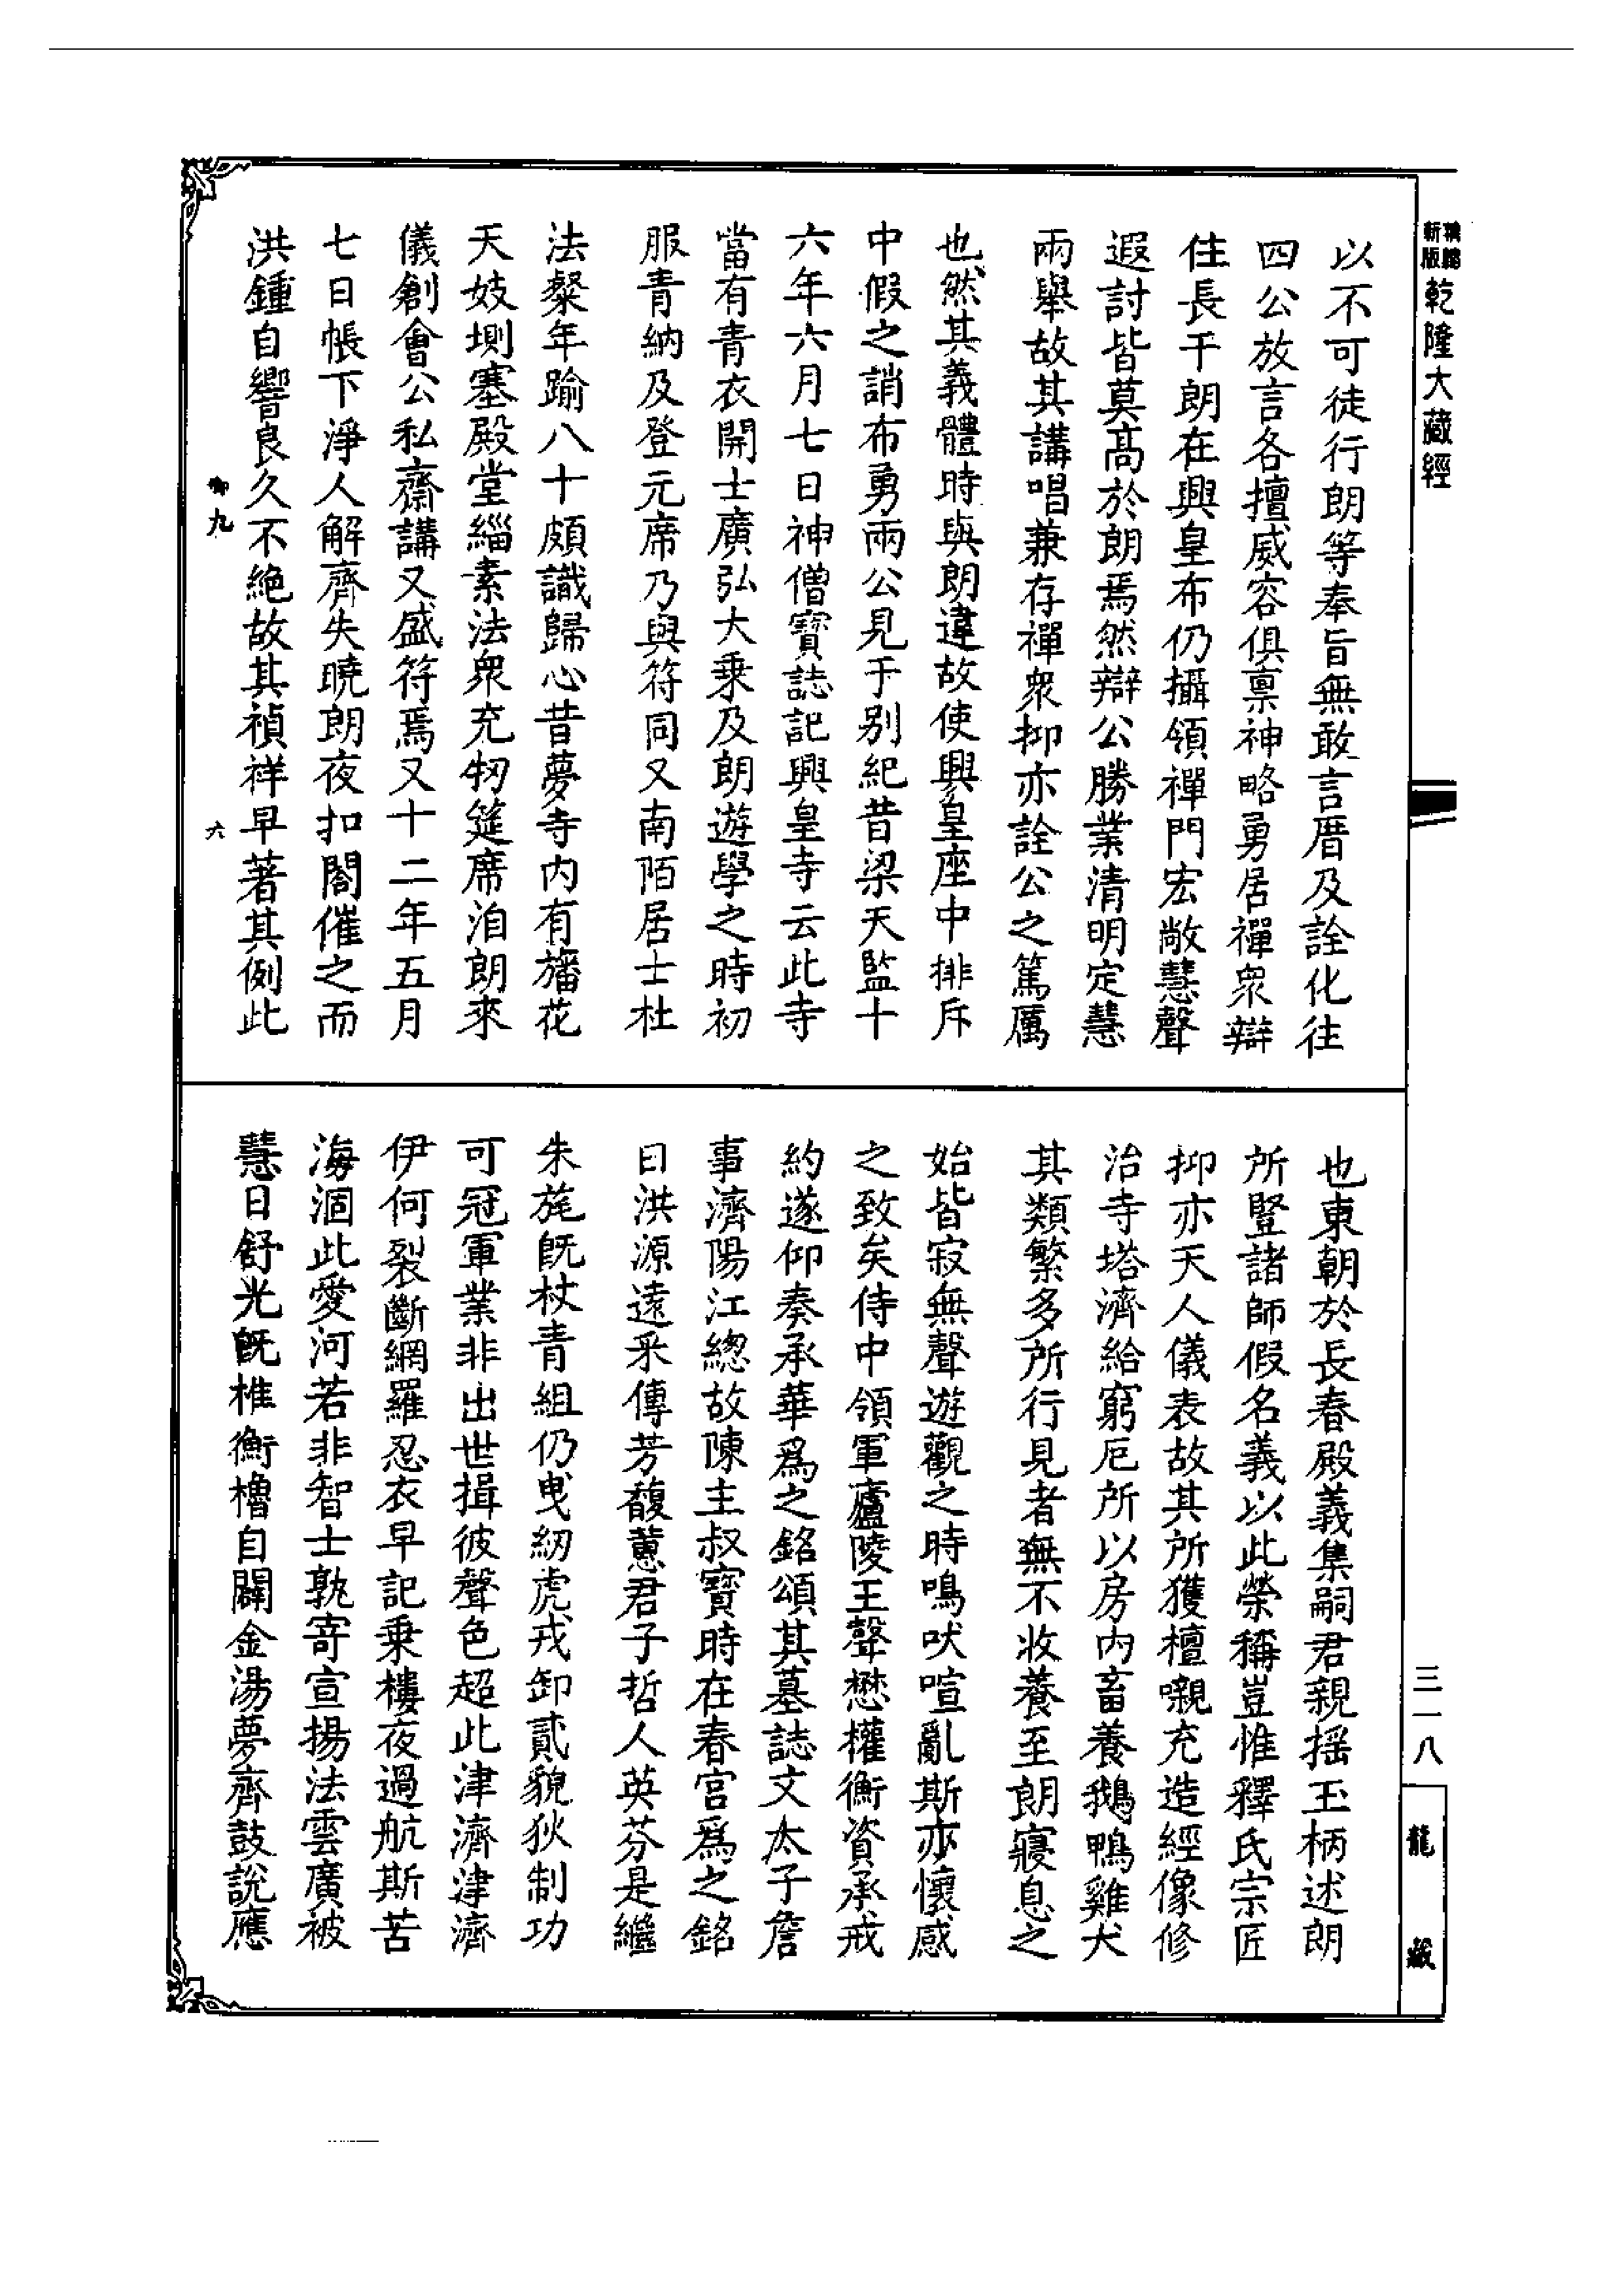 新版乾隆大藏經
以不可徒行朗等奉旨無敢言厝及詮化往
四公放言各擅威容俱稟神略勇居禪衆辯
住長干朗在興皇布仍攝領禪門宏敞慧聲
遐討皆莫高於朗焉然辯公勝業清明定慧
兩舉故其講唱兼存禪衆抑亦詮公之篤厲
也然其義體時與朗違故使興皇座中排斥
中假之誚布勇兩公見于别紀昔梁天監十
六年六月七日神僧寶誌記興皇寺云此寺
當有青衣開士廣弘大乗及朗遊學之時初
服青納及登元席乃與符同又南陌居士杜
法粲年踰八十頗識歸心昔夢寺内有旛花
天妓堋塞殿堂緇素法衆充牣筵席洎朗來
儀創會公私齋講又盛符焉又十二年五月
七日帳下淨人解齊失曉朗夜扣閤催之而
洪鍾自響良久不絶故其禎祥早著其例此
御九
六
也東朝於長春殿義集嗣君親揺玉柄述朗
所豎諸師假名義以此榮稱豈惟釋氏宗匠
抑亦天人儀表故其所獲檀嚫充造經像修
治寺塔濟給窮厄所以房内畜養鵝鴨雞犬
其類繁多所行見者無不收養至朗寢息之
始皆寂無聲遊觀之時鳴吠喧亂斯亦懷感
之致矣侍中領軍廬陵王聲懋權衡資承戒
約遂仰奏承華爲之銘頌其墓誌文太子詹
事濟陽江總故陳主叔寶時在春宮爲之銘
曰洪源遠采傳芳馥蕙君子哲人英芬是繼
朱旄旣杖青組仍曵紉虎戎卸貳貌狄制功
可冠軍業非出世揖彼聲色超此津濟津濟
伊何裂斷網羅忍衣早記乗樓夜過航斯苦
海涸此愛河若非智士孰寄宣揚法雲廣被
慧日舒光旣椎衝櫓自闢金湯夢齊鼓說應
三一八
龍藏